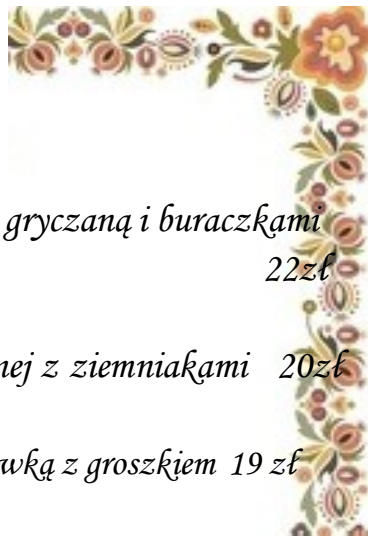 gryczaną i buraczkami
22zł
nej z ziemniakami 20zł
wką z groszkiem 19 zł